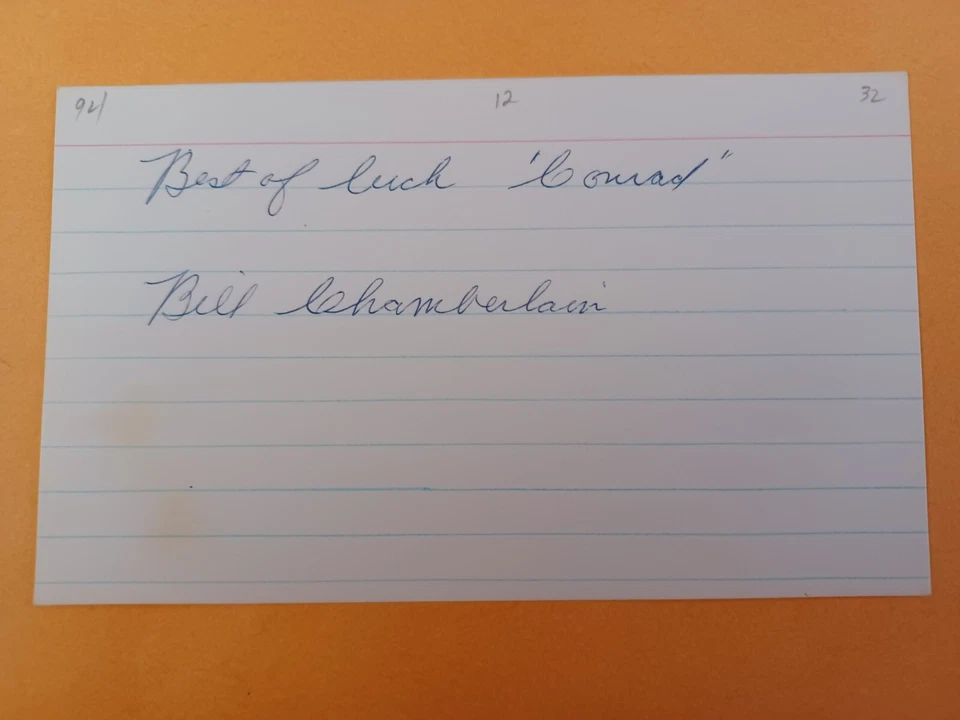 94 12 32
Best of luck "Conrad"
Bill Chamberlain